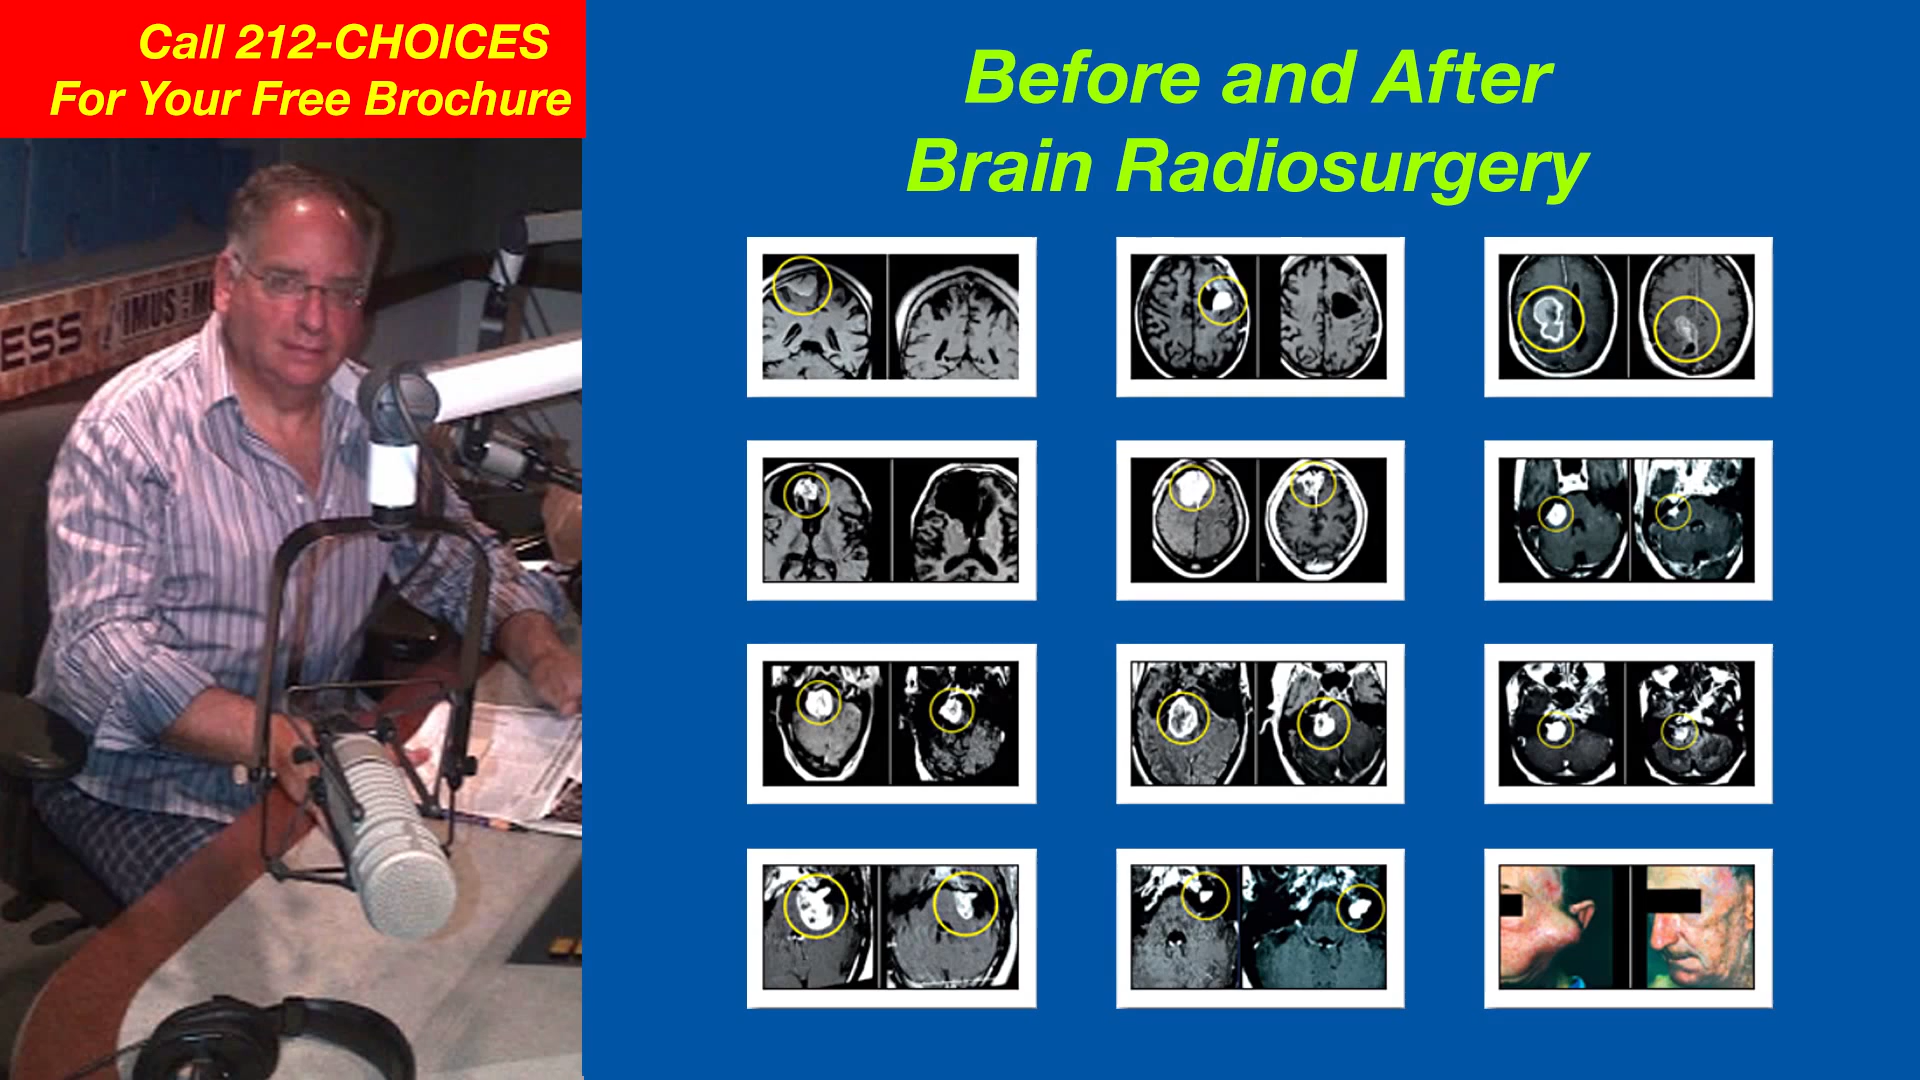 Call 212-CHOICES
For Your Free Brochure
Before and After
Brain Radiosurgery
ESS
IMUS